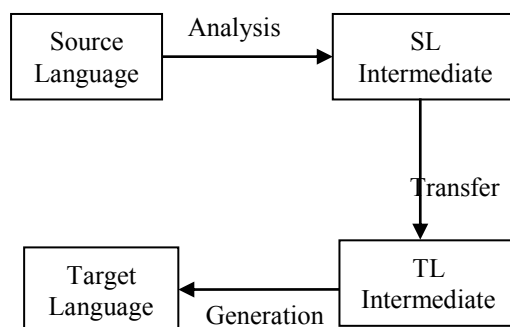 Source
Language
Analysis
SL
Intermediate
Transfer
TL
Intermediate
Generation
Target
Language